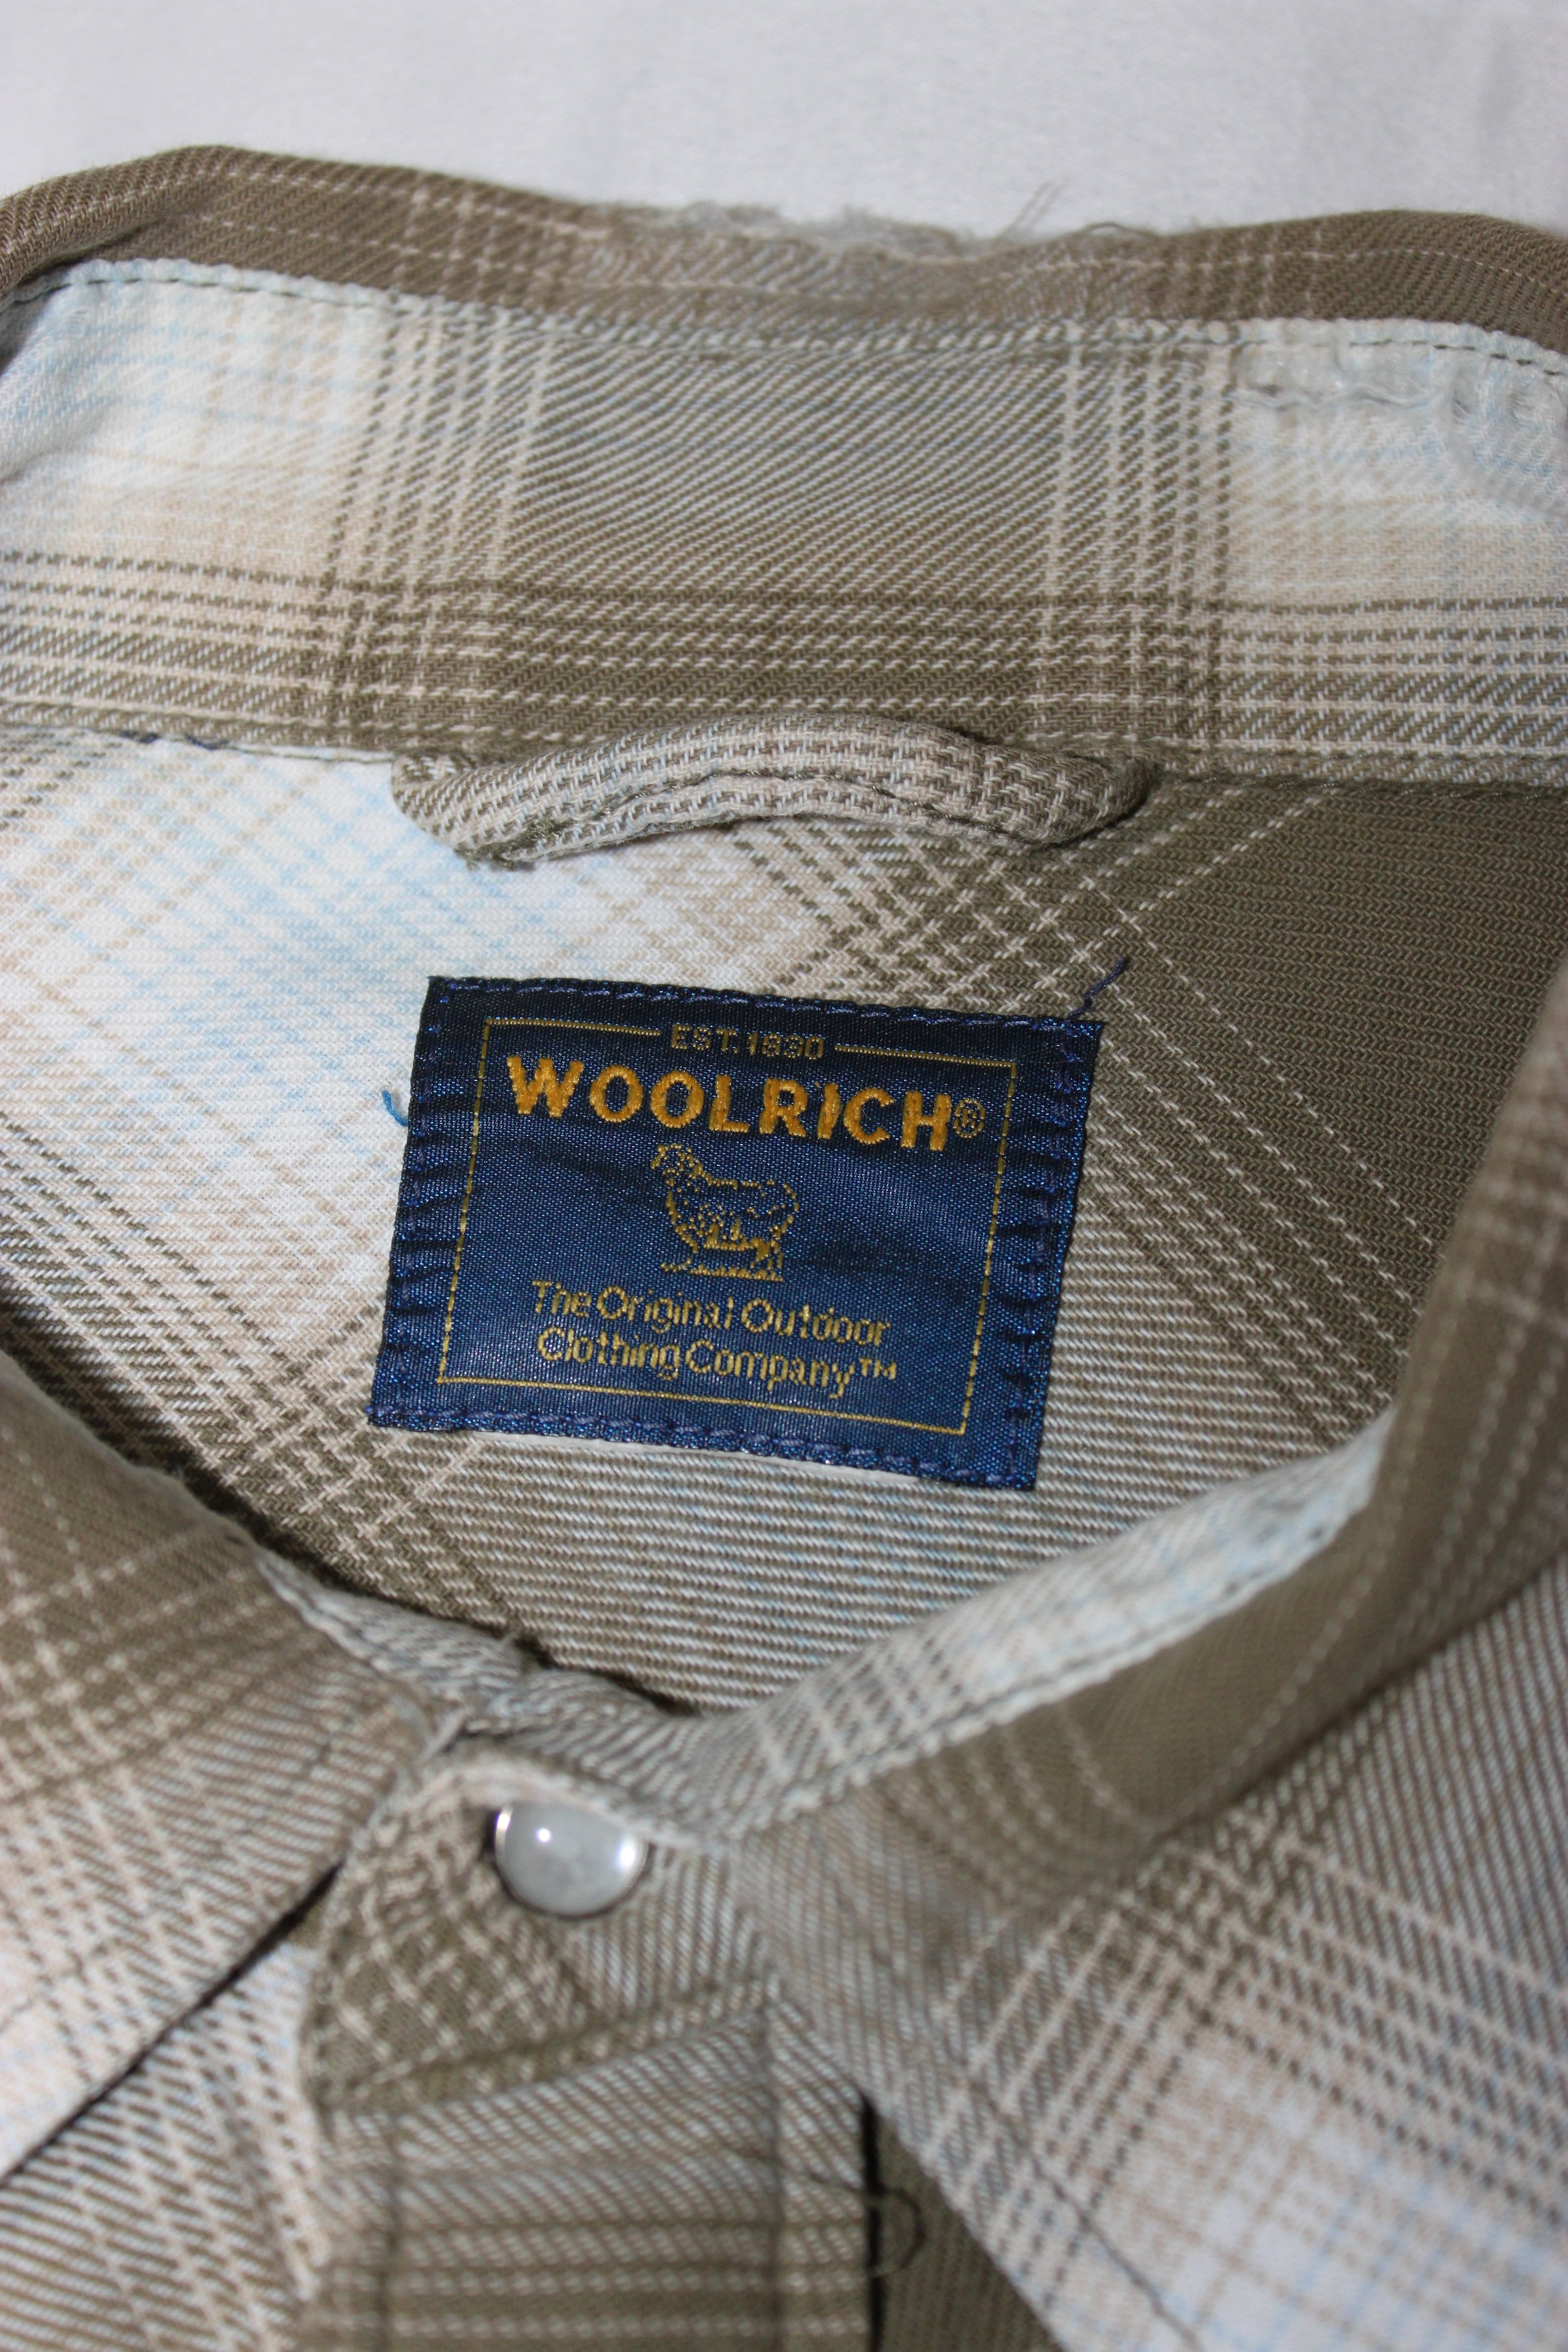 EST. 1830
WOOLRICH®
The Original Outdoor
Clothing Company™